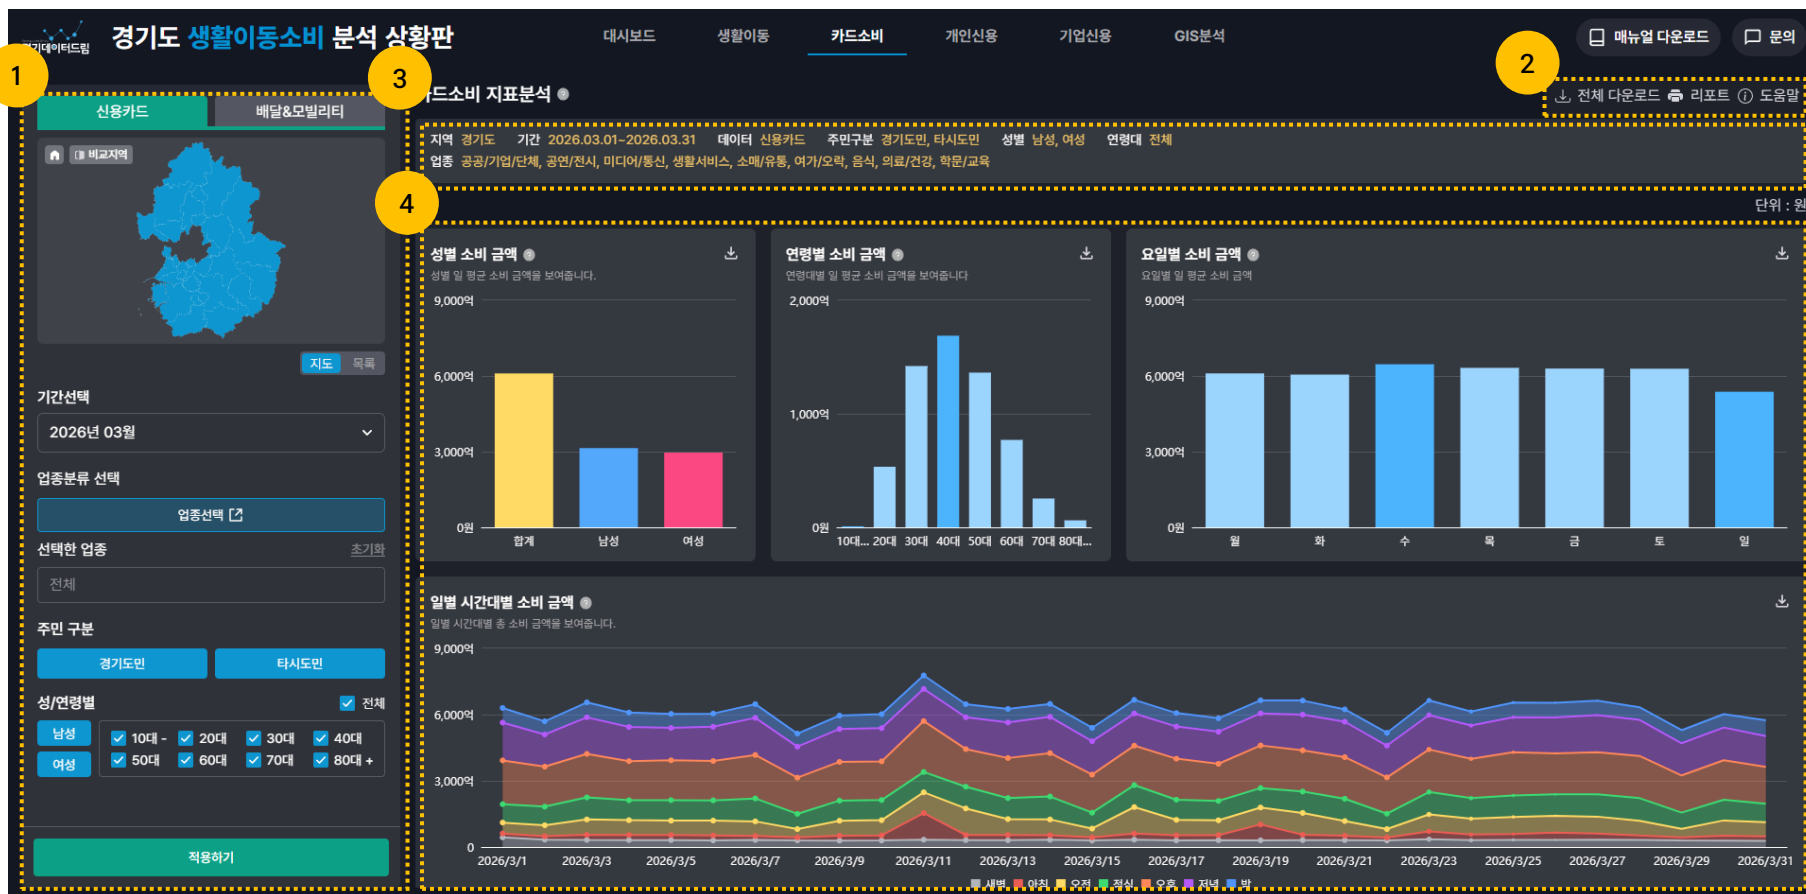 경기데이터드림
경기도 생활이동소비 분석 상황판
대시보드 생활이동 카드소비 개인신용 기업신용 GIS분석
매뉴얼 다운로드 문의
1
3
2
신용카드 배달&모빌리티
카드소비 지표분석
전체 다운로드 리포트 도움말
비교지역
지역 경기도 기간 2026.03.01~2026.03.31 데이터 신용카드 주민구분 경기도민, 타시도민 성별 남성, 여성 연령대 전체
업종 공공/기업/단체, 공연/전시, 미디어/통신, 생활서비스, 소매/유통, 여가/오락, 음식, 의료/건강, 학문/교육
4
단위 : 원
지도 목록
기간선택
2026년 03월
업종분류 선택
업종선택
선택한 업종 초기화
전체
주민 구분
경기도민 타시도민
성/연령별 전체
남성 10대 - 20대 30대 40대
여성 50대 60대 70대 80대 +
적용하기
성별 소비 금액
성별 일 평균 소비 금액을 보여줍니다.
9,000억
6,000억
3,000억
0원
합계 남성 여성
연령별 소비 금액
연령대별 일 평균 소비 금액을 보여줍니다
2,000억
1,000억
0원
10대... 20대 30대 40대 50대 60대 70대 80대...
요일별 소비 금액
요일별 일 평균 소비 금액
9,000억
6,000억
3,000억
0원
월 화 수 목 금 토 일
일별 시간대별 소비 금액
일별 시간대별 총 소비 금액을 보여줍니다.
9,000억
6,000억
3,000억
0
2026/3/1 2026/3/3 2026/3/5 2026/3/7 2026/3/9 2026/3/11 2026/3/13 2026/3/15 2026/3/17 2026/3/19 2026/3/21 2026/3/23 2026/3/25 2026/3/27 2026/3/29 2026/3/31
새벽 아침 오전 점심 오후 저녁 밤